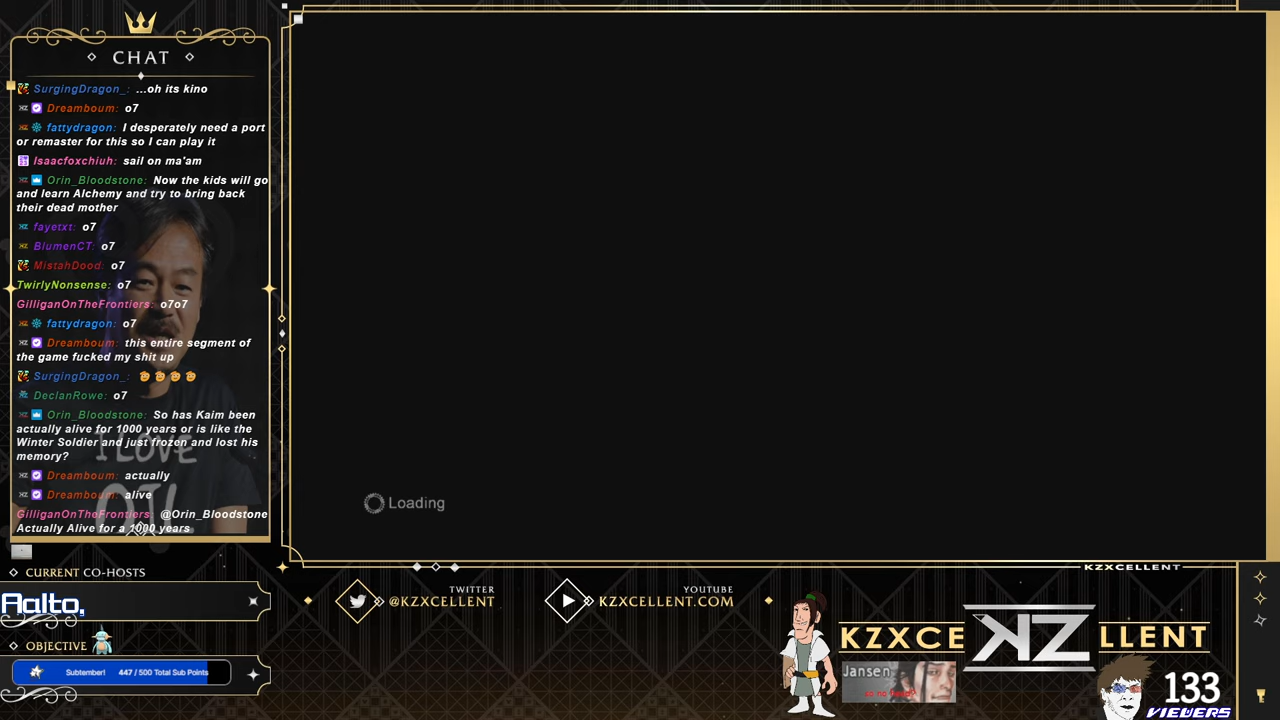 CHAT
SurgingDragon_: ...oh its kino
Dreamboum: o7
fattydragon: I desperately need a port
or remaster for this so I can play it
Isaacfoxchiuh: sail on ma'am
Orin_Bloodstone: Now the kids will go
and learn Alchemy and try to bring back
their dead mother
fayetxt: o7
BlumenCT: o7
MistahDood: o7
TwirlyNonsense: o7
GilliganOnTheFrontiers: o7o7
fattydragon: o7
Dreamboum: this entire segment of
the game fucked my shit up
SurgingDragon_:
DeclanRowe: o7
Orin_Bloodstone: So has Kaim been
actually alive for 1000 years or is like the
Winter Soldier and just frozen and lost his
memory?
Dreamboum: actually
Dreamboum: alive
GilliganOnTheFrontiers: @Orin_Bloodstone
Actually Alive for a 1000 years
I LOVE
Loading
CURRENT CO-HOSTS
Aalto,
OBJECTIVE
Subtember! 447 / 500 Total Sub Points
TWITTER
@KZXCELLENT
YOUTUBE
KZXCELLENT.COM
KZXCELLENT
KZXCE KZ LLENT
Jansen
so no head?
133
VIEWERS